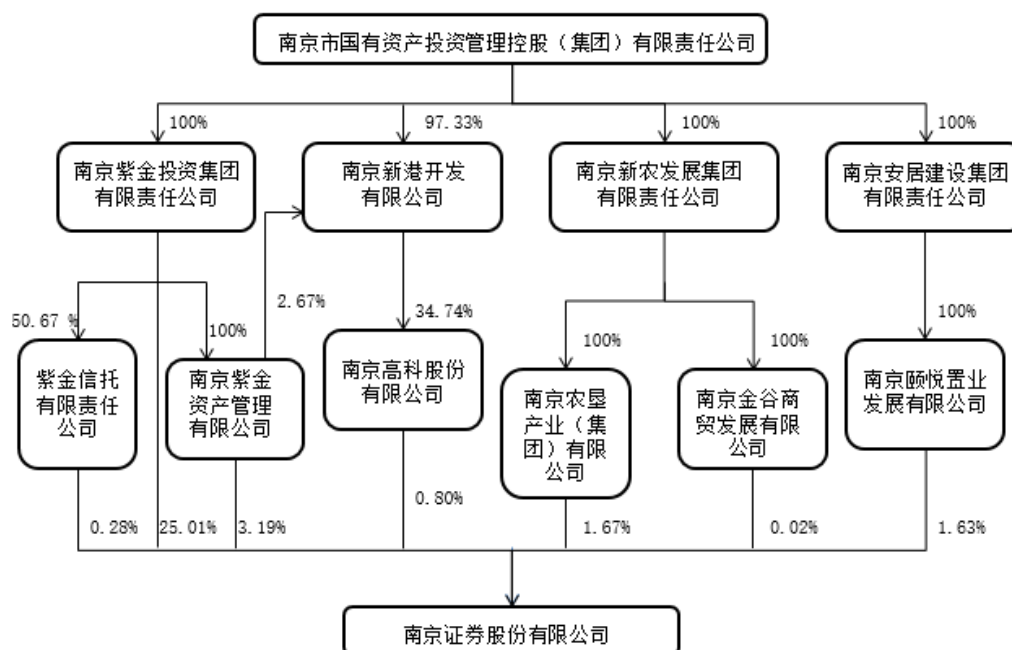 南京市国有资产投资管理控股（集团）有限责任公司
100%
97.33%
100%
100%
南京紫金投资集团
有限责任公司
南京新港开发
有限公司
南京新农发展集团
有限责任公司
南京安居建设集团
有限责任公司
50.67 %
100%
2.67%
34.74%
100%
100%
100%
紫金信托
有限责任
公司
南京紫金
资产管理
有限公司
南京高科股份
有限公司
南京农垦
产业（集
团）有限
公司
南京金谷商
贸发展有限
公司
南京颐悦置业
发展有限公司
0.28%
25.01%
3.19%
0.80%
1.67%
0.02%
1.63%
南京证券股份有限公司